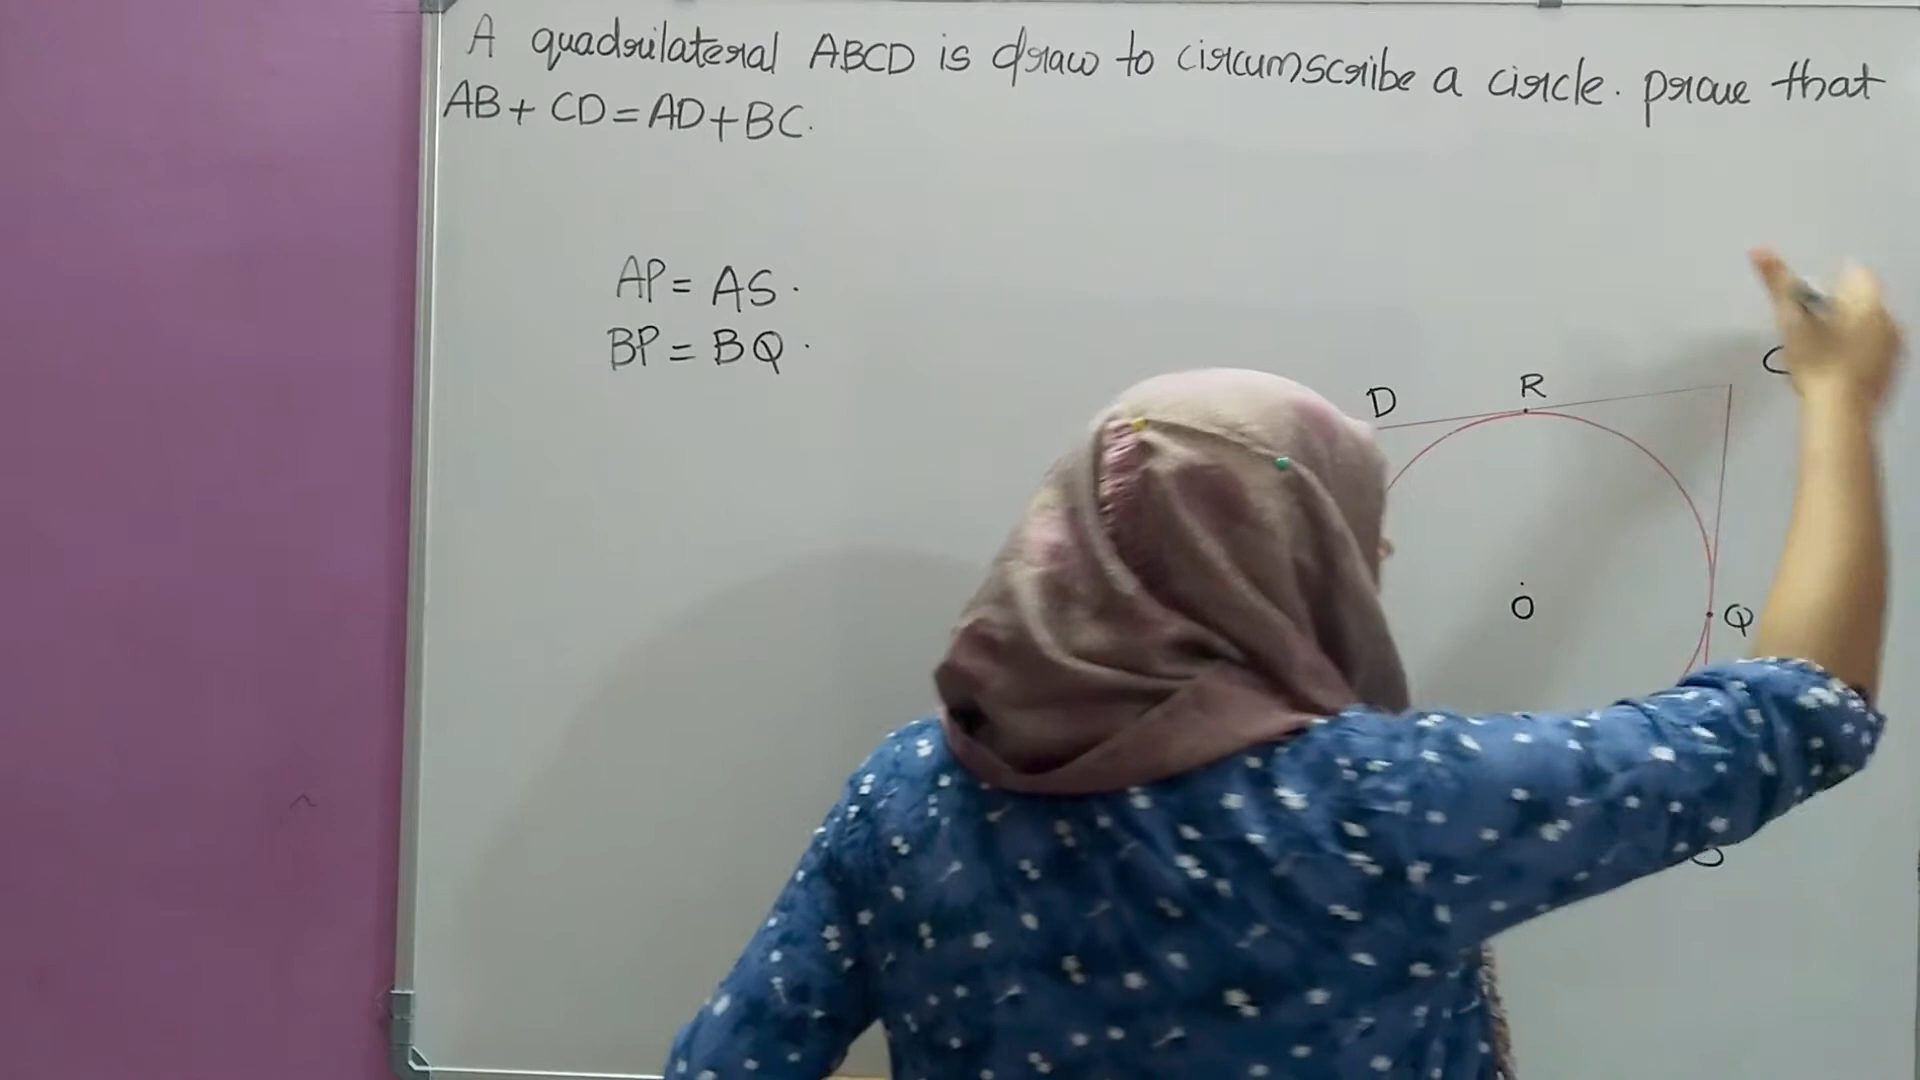 A quadrilateral ABCD is draw to circumscribe a circle. prove that
AB + CD = AD + BC.
AP = AS.
BP = BQ.
C
D
R
O
Q